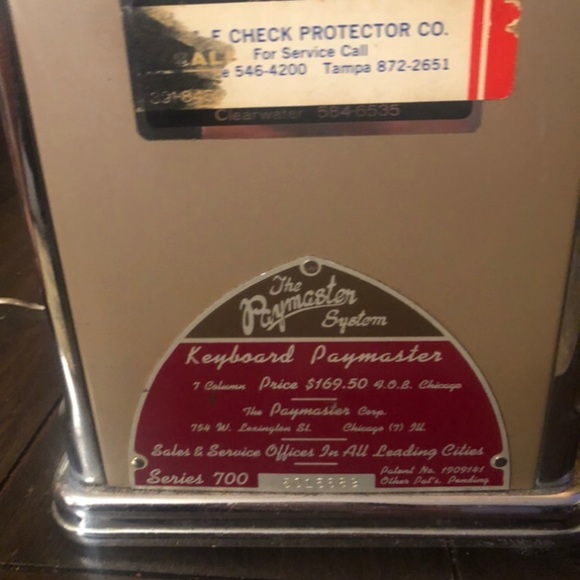 E CHECK PROTECTOR CO.
For Service Call
546-4200 Tampa 872-2651
Clearwater 584-6535
The
Paymaster
System
Keyboard Paymaster
7 Column Price $169.50 F.O.B. Chicago
The Paymaster Corp.
754 W. Lexington St. Chicago (7) Ill.
Sales & Service Offices In All Leading Cities
Series 700
Patent No. 1909141
Other Pat's. Pending